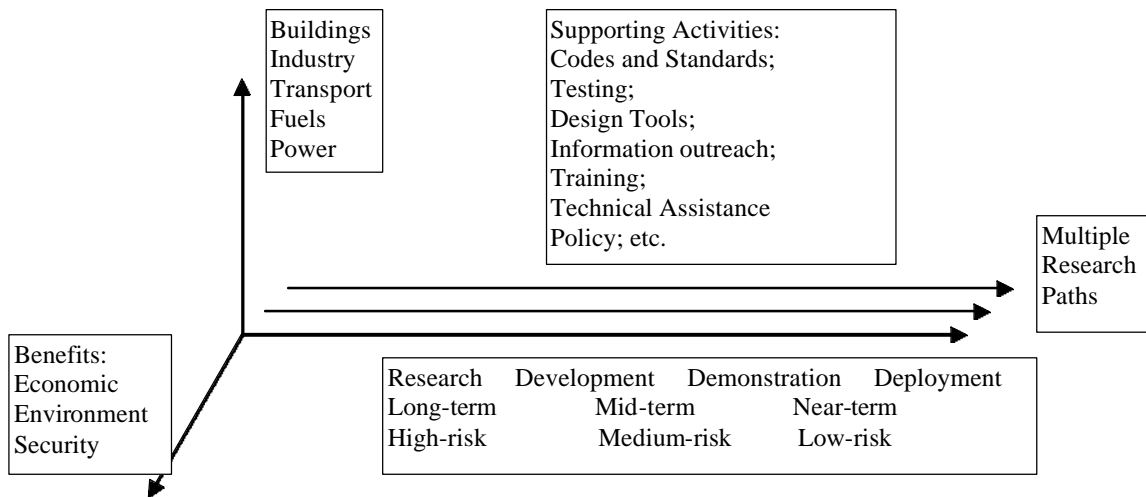 Buildings
Industry
Transport
Fuels
Power
Supporting Activities:
Codes and Standards;
Testing;
Design Tools;
Information outreach;
Training;
Technical Assistance
Policy; etc.
Multiple
Research
Paths
Benefits:
Economic
Environment
Security
Research Development Demonstration Deployment
Long-term Mid-term Near-term
High-risk Medium-risk Low-risk